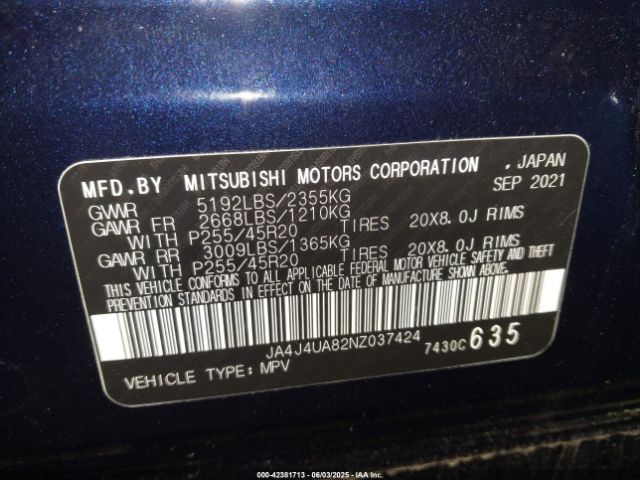 MFD.BY MITSUBISHI MOTORS CORPORATION , JAPAN
GVWR 5192LBS/2355KG SEP 2021
GAWR FR 2668LBS/1210KG
WITH P255/45R20 TIRES 20X8.0J RIMS
GAWR RR 3009LBS/1365KG
WITH P255/45R20 TIRES 20X8.0J RIMS
THIS VEHICLE CONFORMS TO ALL APPLICABLE FEDERAL MOTOR VEHICLE SAFETY AND THEFT
PREVENTION STANDARDS IN EFFECT ON THE DATE OF MANUFACTURE SHOWN ABOVE.
JA4J4UA82NZ037424 7430C 635
VEHICLE TYPE: MPV
000-42381713 - 06/03/2025 - IAA Inc.